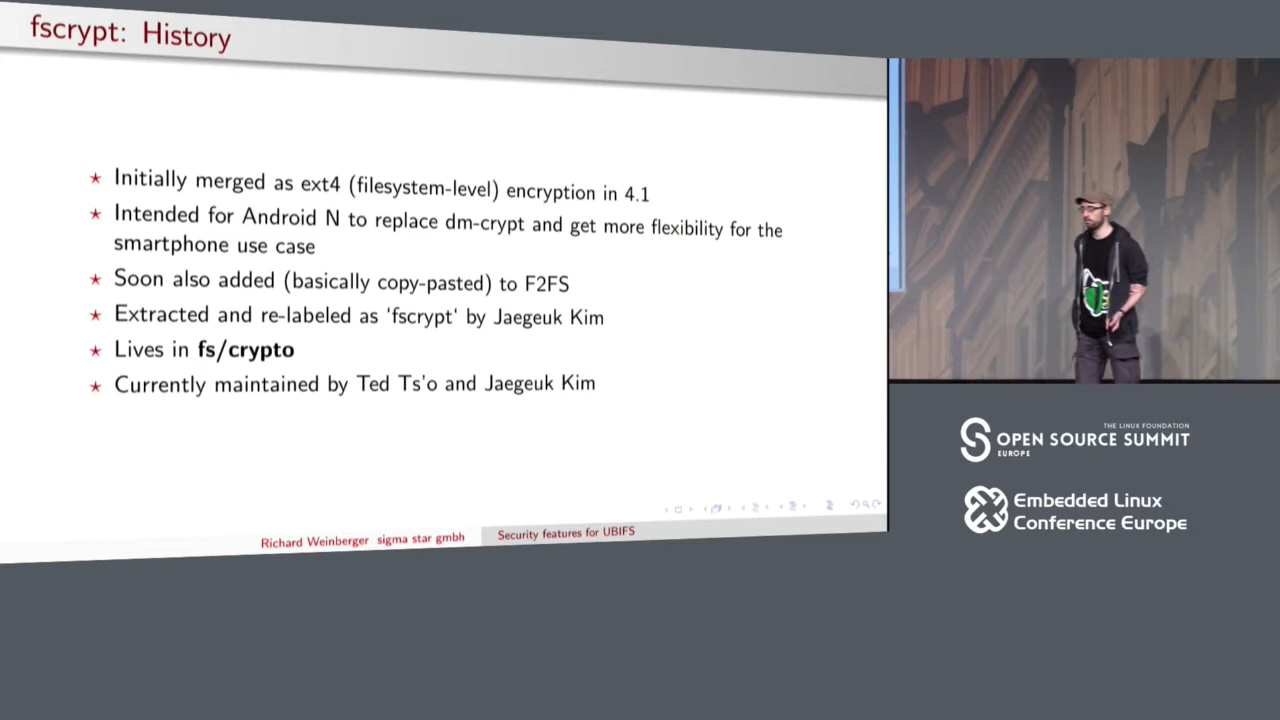 fscrypt: History
★ Initially merged as ext4 (filesystem-level) encryption in 4.1
★ Intended for Android N to replace dm-crypt and get more flexibility for the
smartphone use case
★ Soon also added (basically copy-pasted) to F2FS
★ Extracted and re-labeled as ‘fscrypt‘ by Jaegeuk Kim
★ Lives in fs/crypto
★ Currently maintained by Ted Ts’o and Jaegeuk Kim
Richard Weinberger sigma star gmbh
Security features for UBIFS
THE LINUX FOUNDATION
OPEN SOURCE SUMMIT
EUROPE
Embedded Linux
Conference Europe